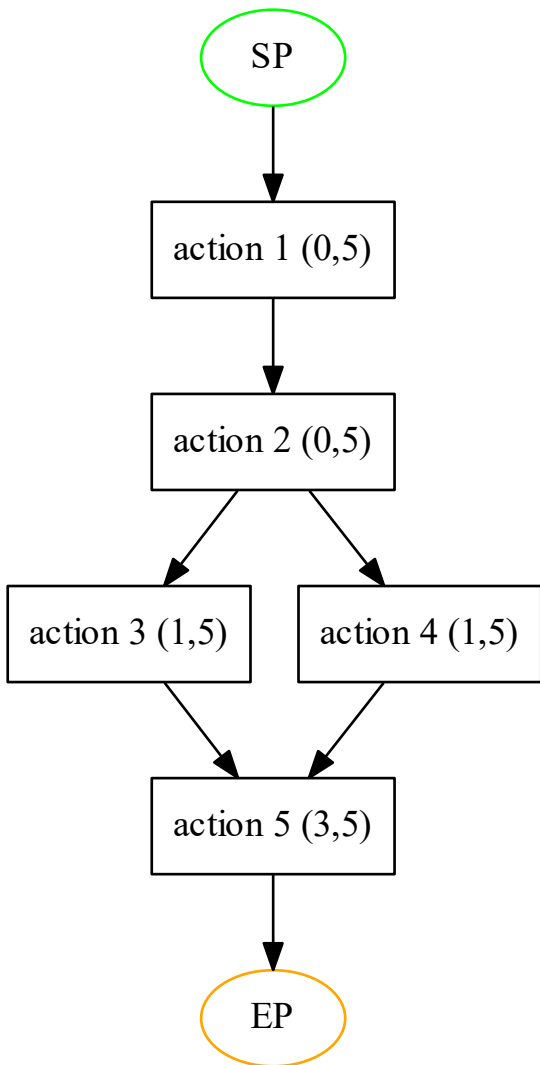 SP
action 1 (0,5)
action 2 (0,5)
action 3 (1,5)
action 4 (1,5)
action 5 (3,5)
EP